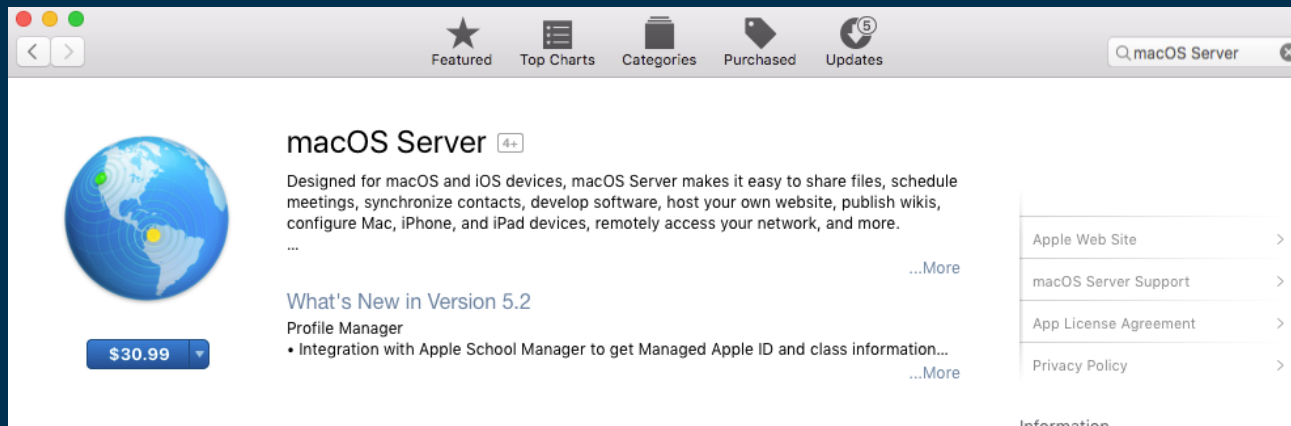 5
Featured
Top Charts
Categories
Purchased
Updates
macOS Server
macOS Server 4+
Designed for macOS and iOS devices, macOS Server makes it easy to share files, schedule
meetings, synchronize contacts, develop software, host your own website, publish wikis,
configure Mac, iPhone, and iPad devices, remotely access your network, and more.
...
...More
What's New in Version 5.2
Profile Manager
• Integration with Apple School Manager to get Managed Apple ID and class information...
...More
$30.99
Apple Web Site
macOS Server Support
App License Agreement
Privacy Policy
Information